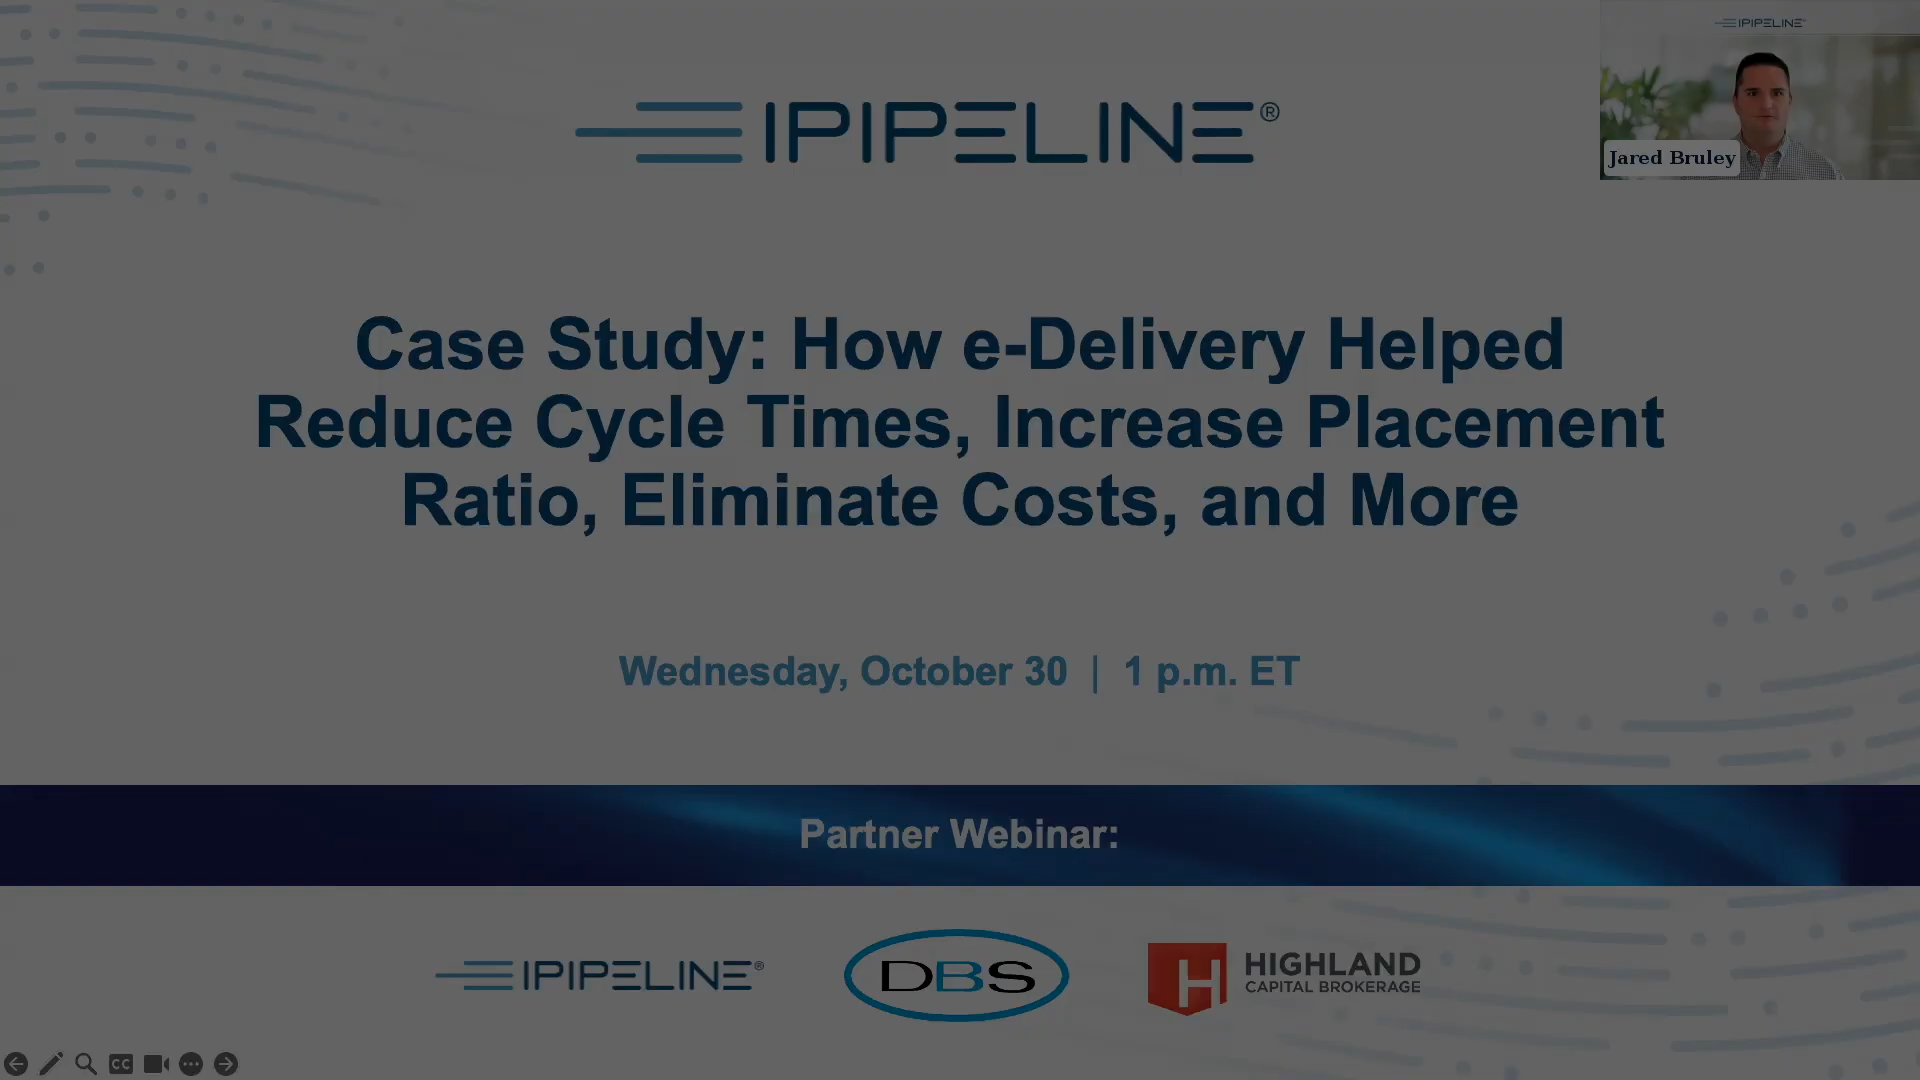 IPIPELINE
Jared Bruley
IPIPELINE®
Case Study: How e-Delivery Helped
Reduce Cycle Times, Increase Placement
Ratio, Eliminate Costs, and More
Wednesday, October 30 | 1 p.m. ET
Partner Webinar:
IPIPELINE®
DBS
HIGHLAND
CAPITAL BROKERAGE
CC